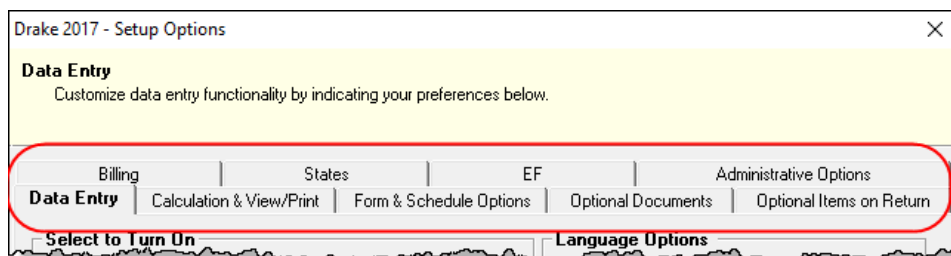 Drake 2017 - Setup Options
Data Entry
Customize data entry functionality by indicating your preferences below.
Billing States EF Administrative Options
Data Entry Calculation & View/Print Form & Schedule Options Optional Documents Optional Items on Return
Select to Turn On Language Options